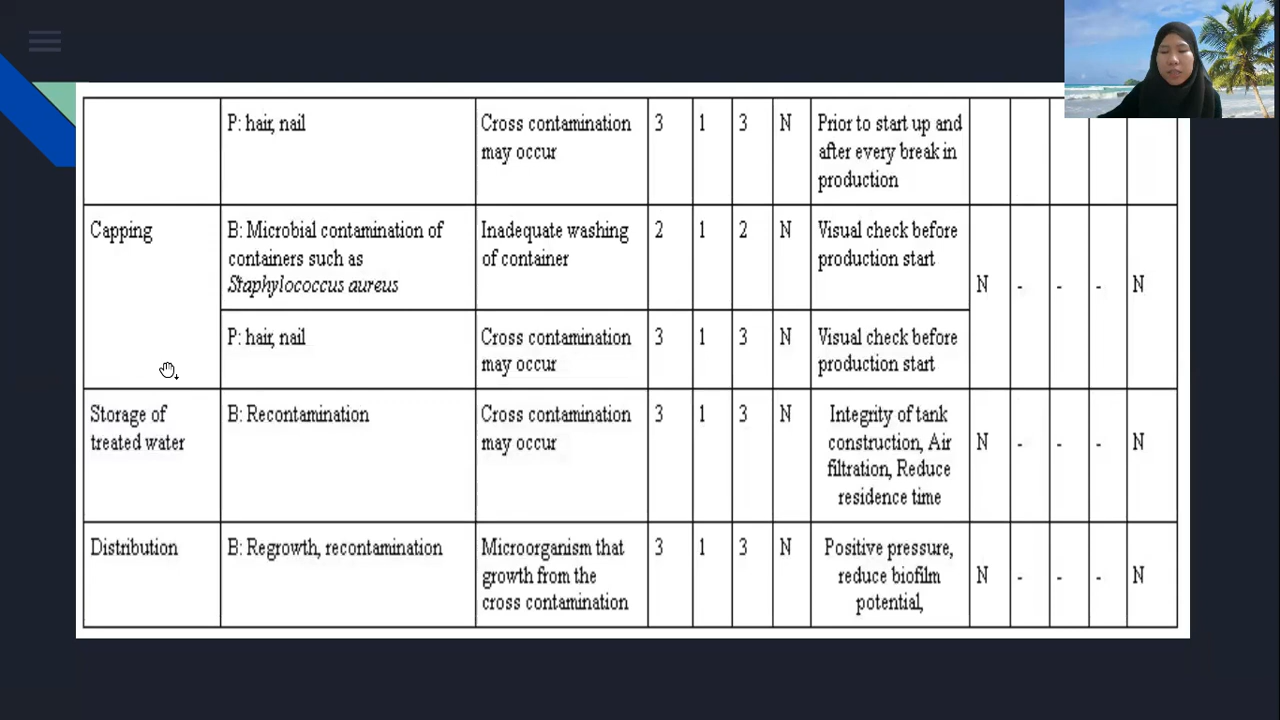 P: hair, nail
Cross contamination
may occur
3
1
3
N
Prior to start up and
after every break in
production
Capping
B: Microbial contamination of
containers such as
Staphylococcus aureus
Inadequate washing
of container
2
1
2
N
Visual check before
production start
N
-
-
-
N
P: hair, nail
Cross contamination
may occur
3
1
3
N
Visual check before
production start
Storage of
treated water
B: Recontamination
Cross contamination
may occur
3
1
3
N
Integrity of tank
construction, Air
filtration, Reduce
residence time
N
-
-
-
N
Distribution
B: Regrowth, recontamination
Microorganism that
growth from the
cross contamination
3
1
3
N
Positive pressure,
reduce biofilm
potential,
N
-
-
-
N